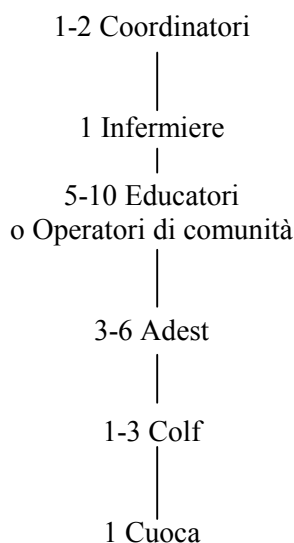 1-2 Coordinatori
1 Infermiere
5-10 Educatori
o Operatori di comunità
3-6 Adest
1-3 Colf
1 Cuoca